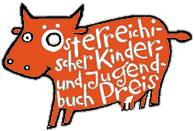 österreichi-
scher Kinder-
und Jugend-
buch Preis